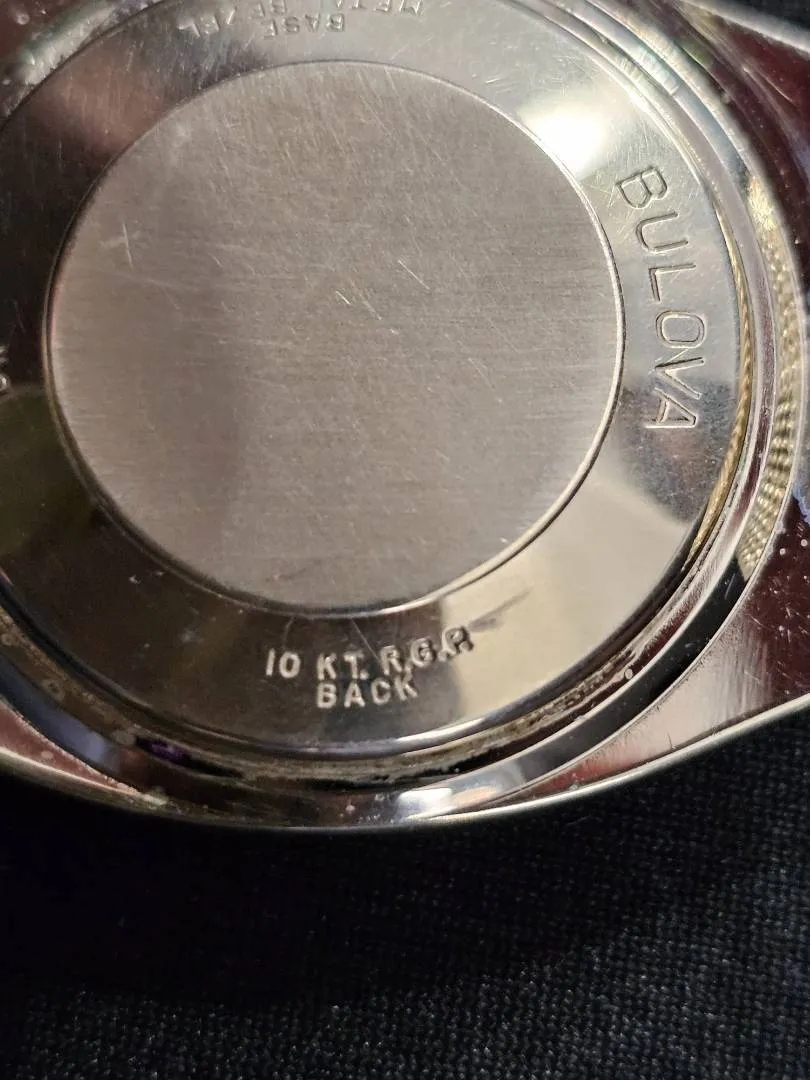 BASE
METAL BEZEL
BULOVA
10 KT. R.G.P.
BACK